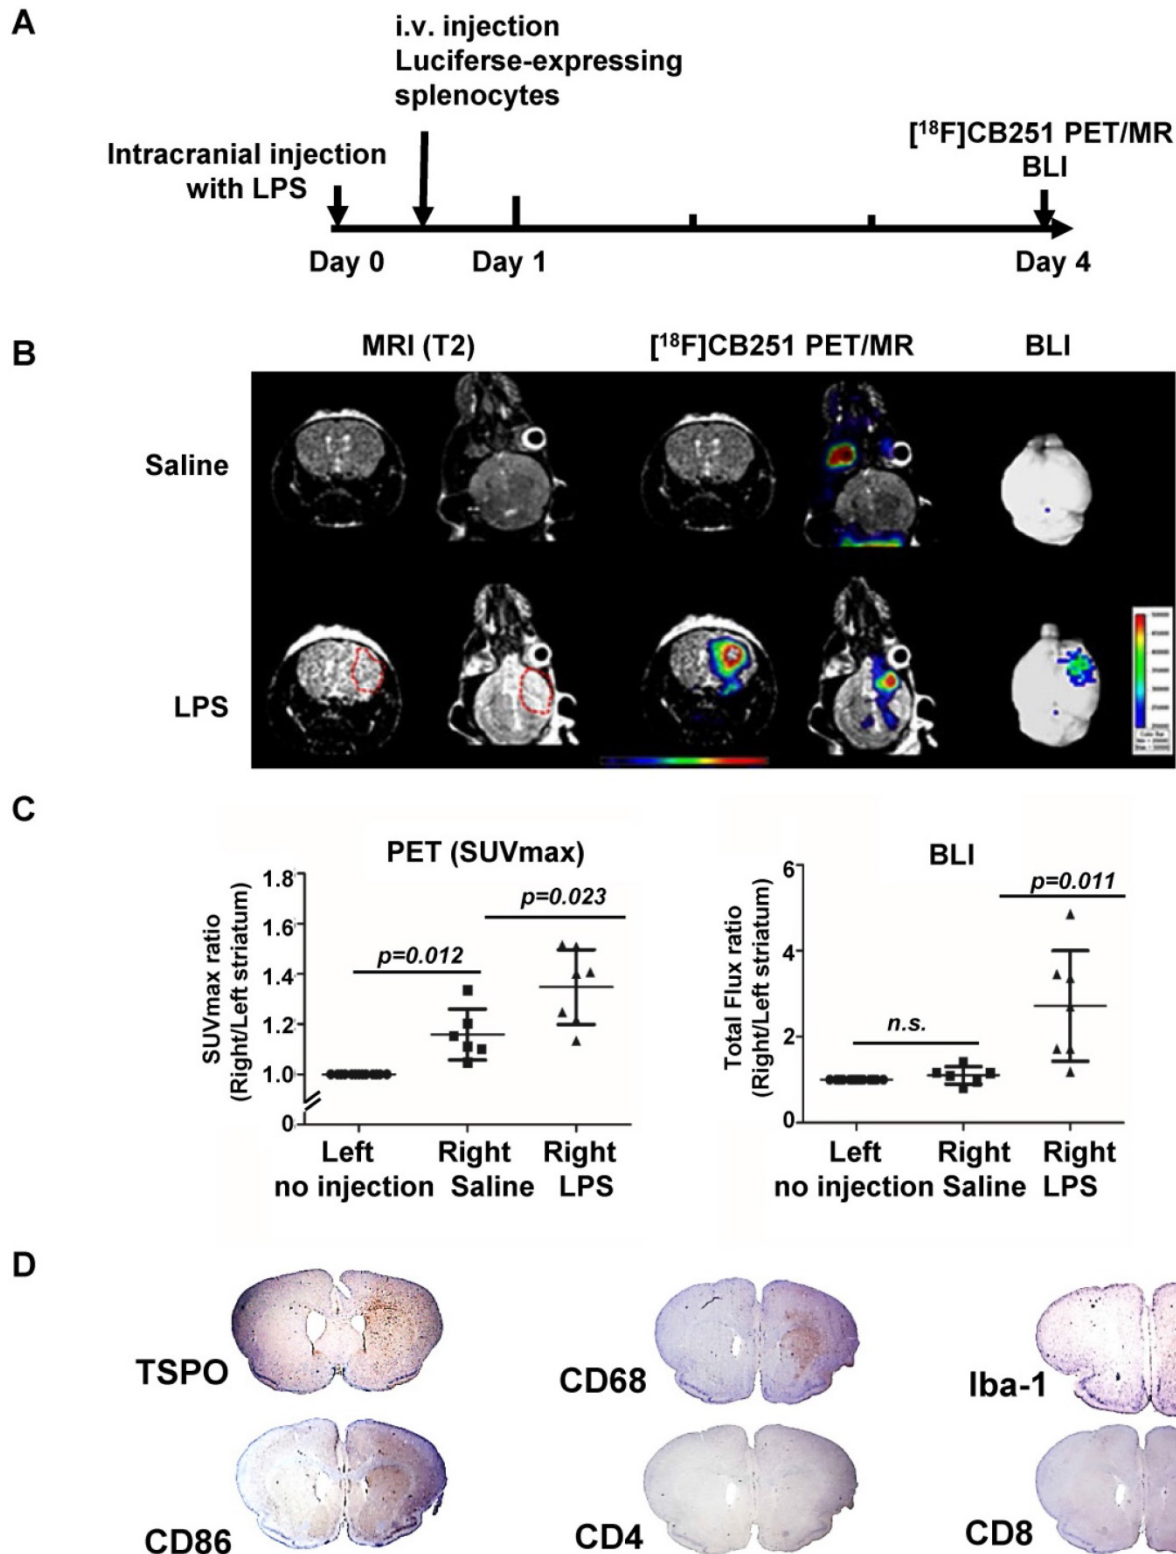 A
i.v. injection
Luciferse-expressing
splenocytes
Intracranial injection
with LPS
[18F]CB251 PET/MR
BLI
Day 0
Day 1
Day 4
B
MRI (T2)
[18F]CB251 PET/MR
BLI
Saline
LPS
C
PET (SUVmax)
SUVmax ratio
(Right/Left striatum)
1.8
1.6
1.4
1.2
1.0
0
p=0.012
p=0.023
Left
no injection
Right
Saline
Right
LPS
BLI
Total Flux ratio
(Right/Left striatum)
6
4
2
0
n.s.
p=0.011
Left
no injection
Right
Saline
Right
LPS
D
TSPO
CD68
Iba-1
CD86
CD4
CD8